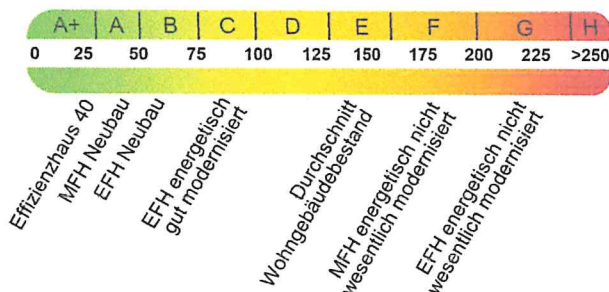 A+ A B C D E F G H
0 25 50 75 100 125 150 175 200 225 >250
Effizienzhaus 40
MFH Neubau
EFH Neubau
EFH energetisch
gut modernisiert
Durchschnitt
Wohngebäudebestand
MFH energetisch nicht
wesentlich modernisiert
EFH energetisch nicht
wesentlich modernisiert